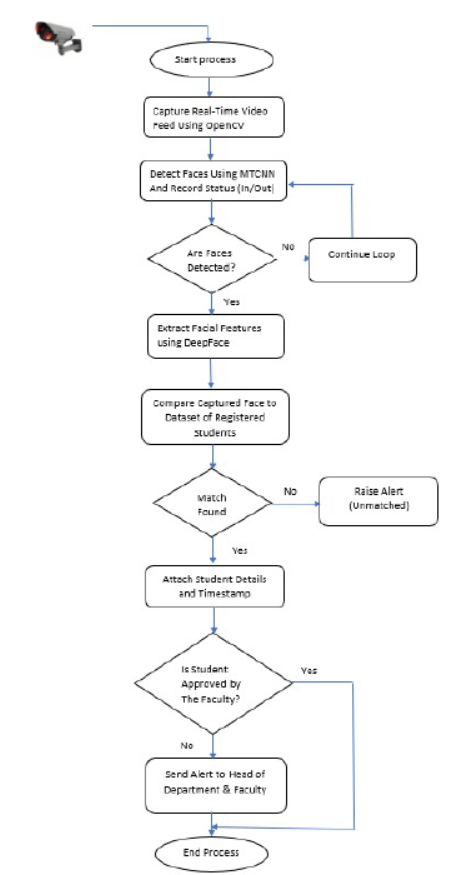 Start process
Capture Real-Time Video
Feed Using OpenCV
Detect Faces Using MTCNN
And Record Status (In/Out)
Are Faces
Detected?
No
Continue Loop
Yes
Extract Facial Features
using DeepFace
Compare Captured Face to
Dataset of Registered
Students
Match
Found
No
Raise Alert
(Unmatched)
Yes
Attach Student Details
and Timestamp
Is Student
Approved by
The Faculty?
Yes
No
Send Alert to Head of
Department & Faculty
End Process